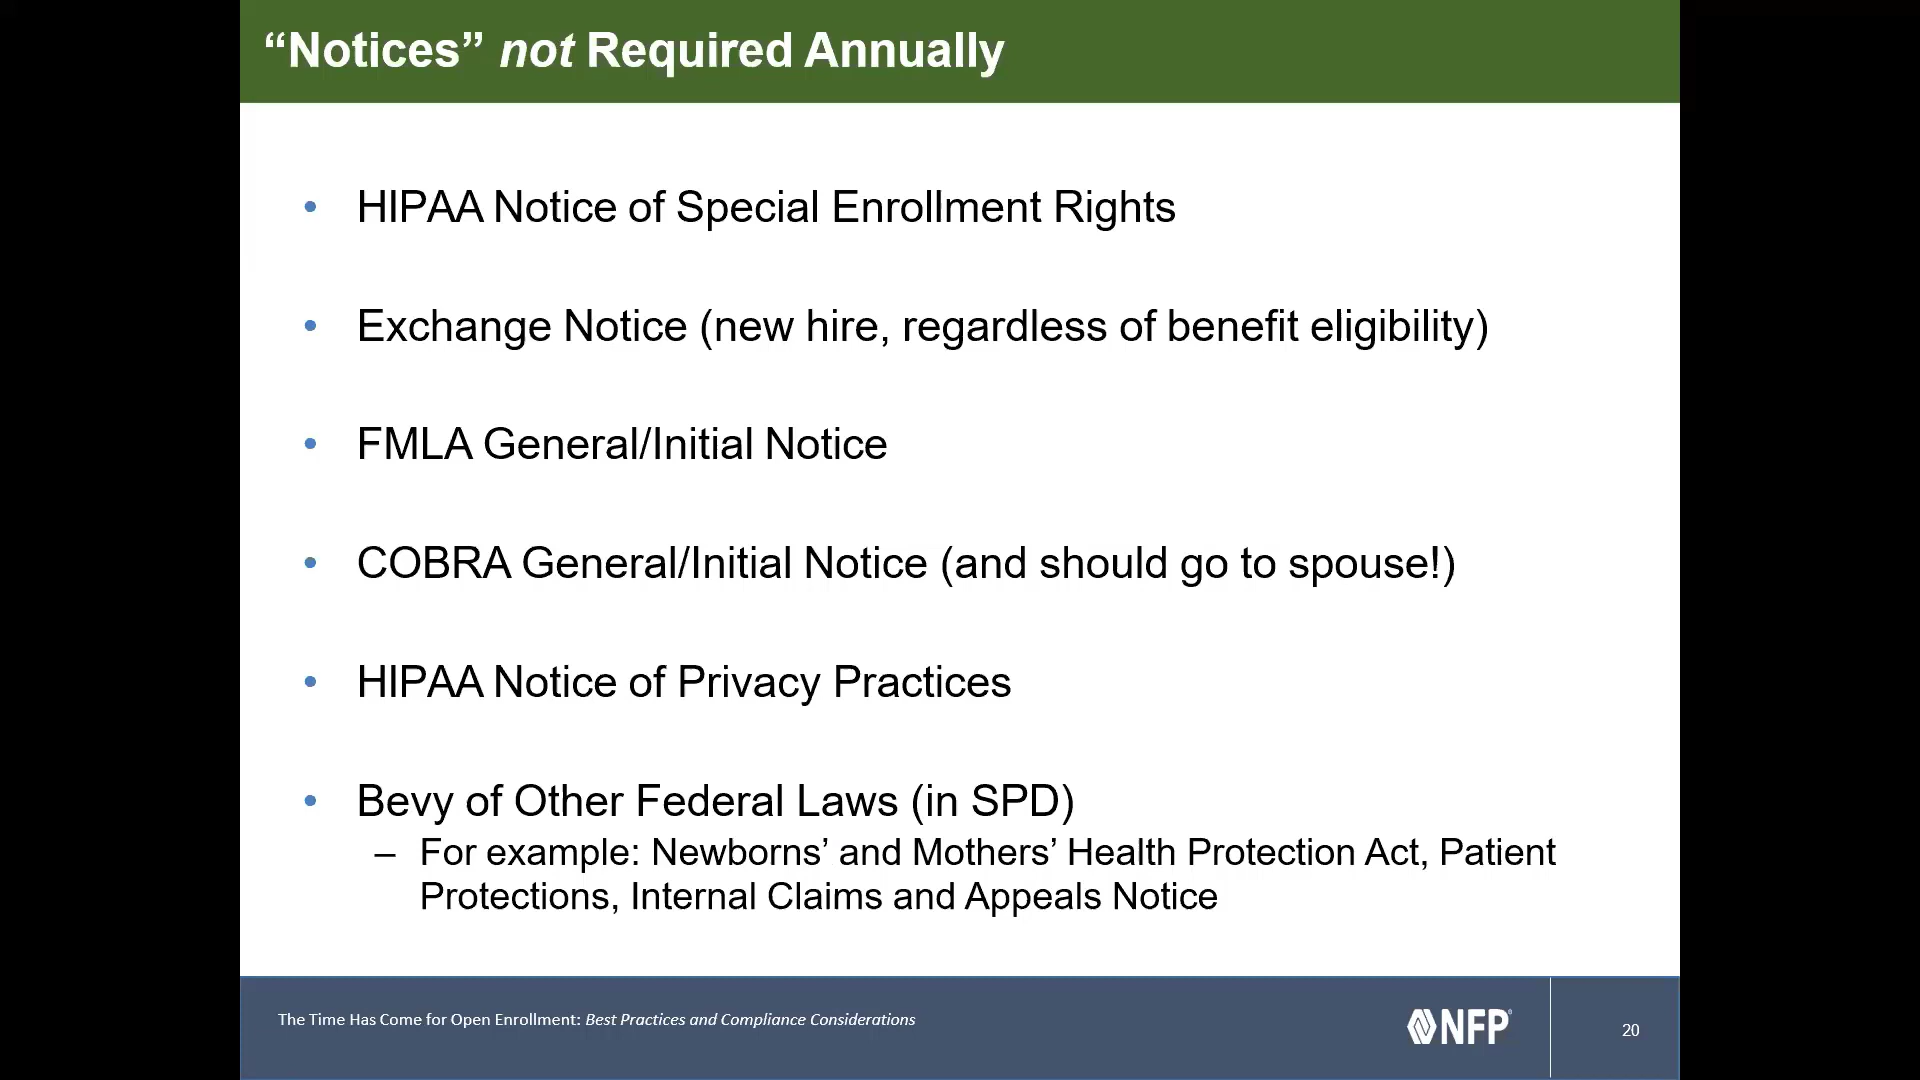 “Notices” not Required Annually
• HIPAA Notice of Special Enrollment Rights
• Exchange Notice (new hire, regardless of benefit eligibility)
• FMLA General/Initial Notice
• COBRA General/Initial Notice (and should go to spouse!)
• HIPAA Notice of Privacy Practices
• Bevy of Other Federal Laws (in SPD)
– For example: Newborns’ and Mothers’ Health Protection Act, Patient
Protections, Internal Claims and Appeals Notice
The Time Has Come for Open Enrollment: Best Practices and Compliance Considerations
NFP
20